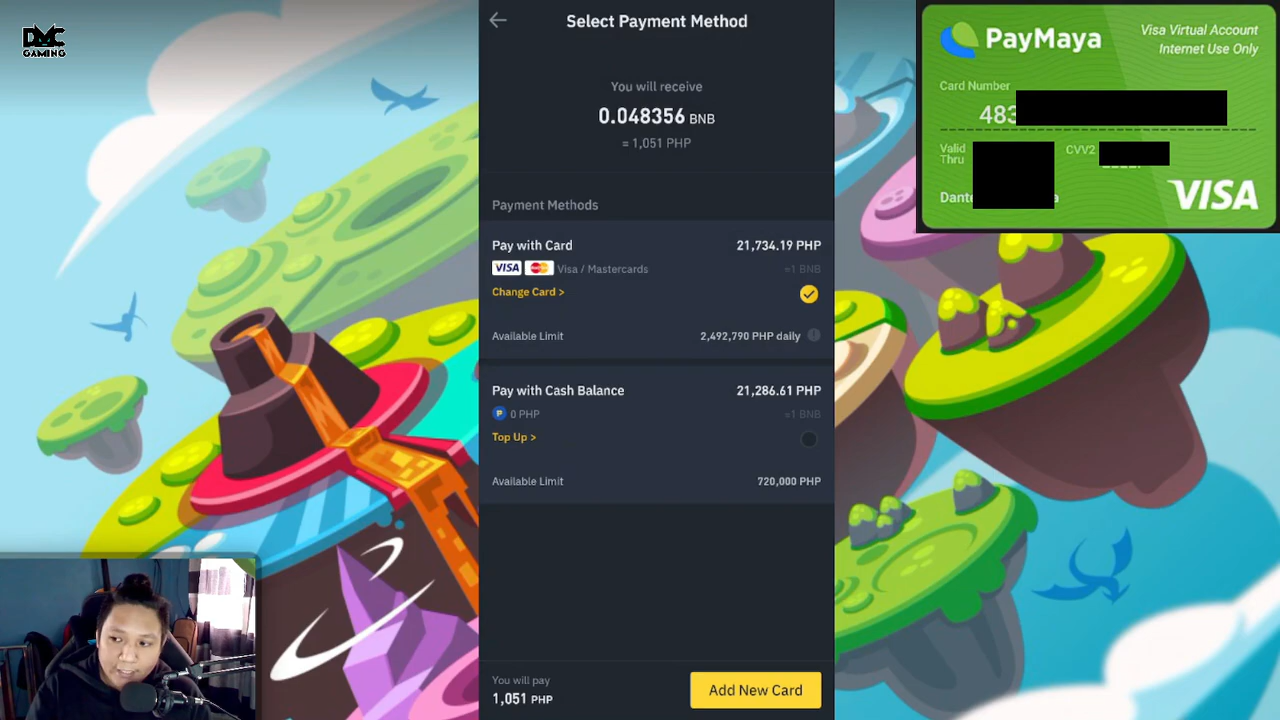 DMC
GAMING
Select Payment Method
You will receive
0.048356 BNB
= 1,051 PHP
Payment Methods
Pay with Card 21,734.19 PHP
VISA Visa / Mastercards ≈1 BNB
Change Card >
Available Limit 2,492,790 PHP daily
Pay with Cash Balance 21,286.61 PHP
P 0 PHP ≈1 BNB
Top Up >
Available Limit 720,000 PHP
You will pay
1,051 PHP
Add New Card
PayMaya
Visa Virtual Account
Internet Use Only
Card Number
483
Valid
Thru
CVV2
VISA